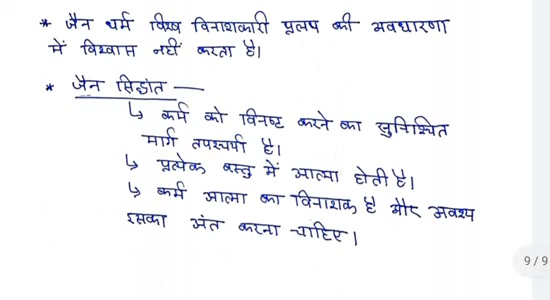 * जैन धर्म विश्व विनाशकारी प्रलय की अवधारणा
में विश्वास नहीं करता है।
* जैन सिद्धांत —
↳ कर्म को विनष्ट करने का सुनिश्चित
मार्ग तपश्चर्या है।
↳ प्रत्येक वस्तु में आत्मा होती है।
↳ कर्म आत्मा का विनाशक है और अवश्य
इसका अंत करना चाहिए।
9/9